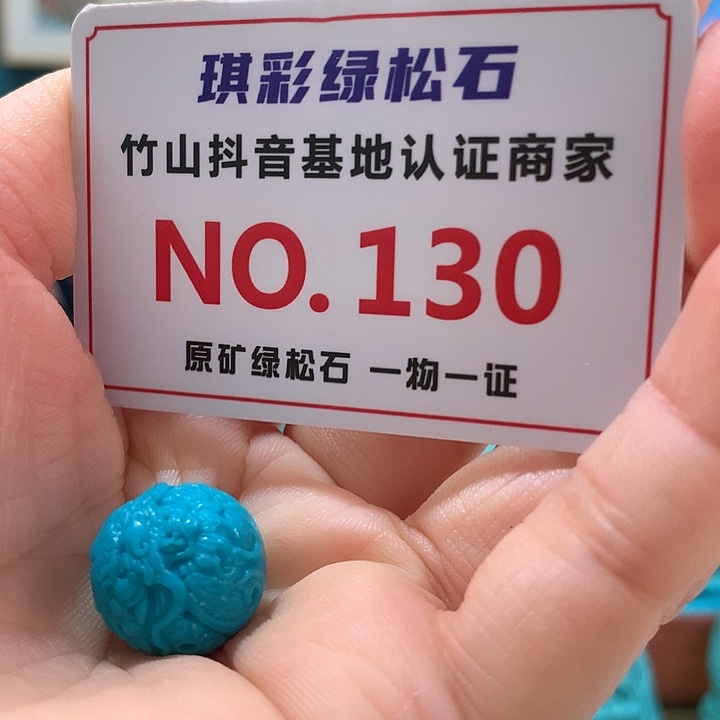 琪彩绿松石
竹山抖音基地认证商家
NO.130
原矿绿松石 一物一证